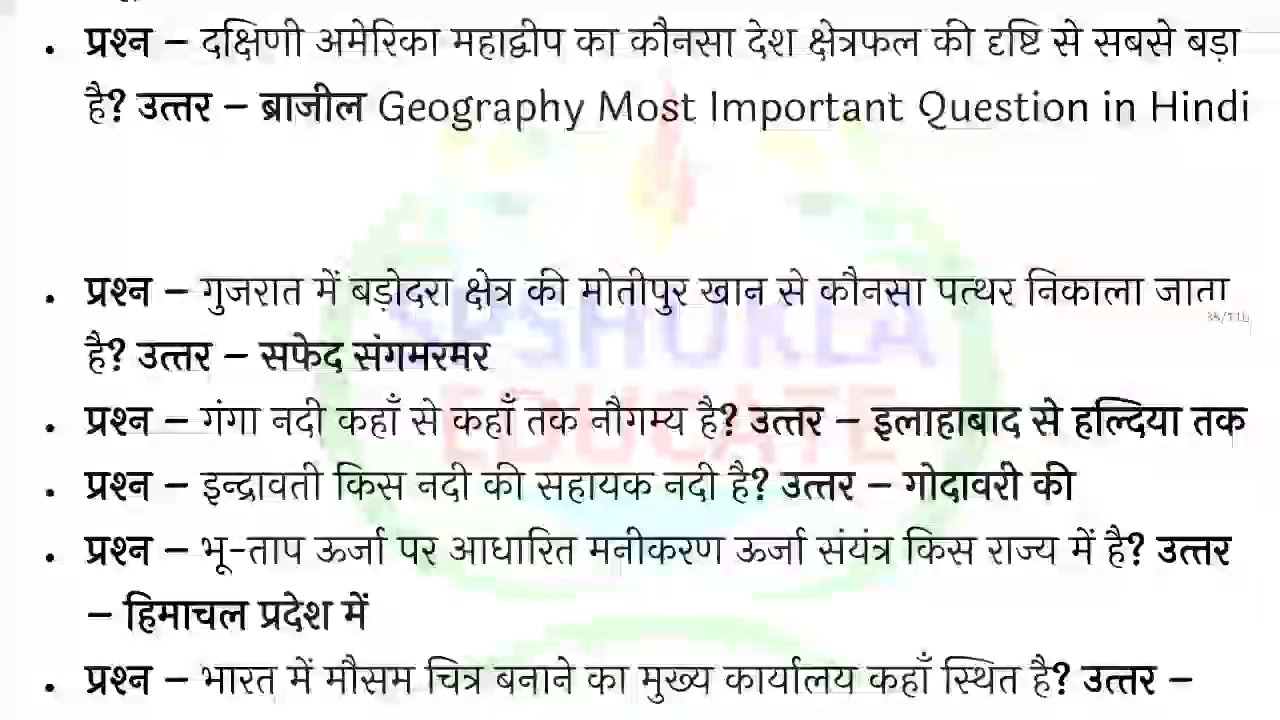 • प्रश्न – दक्षिणी अमेरिका महाद्वीप का कौनसा देश क्षेत्रफल की दृष्टि से सबसे बड़ा
है? उत्तर – ब्राजील Geography Most Important Question in Hindi
• प्रश्न – गुजरात में बड़ोदरा क्षेत्र की मोतीपुर खान से कौनसा पत्थर निकाला जाता
है? उत्तर – सफेद संगमरमर
SPSHUKLA
EDUCATE
• प्रश्न – गंगा नदी कहाँ से कहाँ तक नौगम्य है? उत्तर – इलाहाबाद से हल्दिया तक
• प्रश्न – इन्द्रावती किस नदी की सहायक नदी है? उत्तर – गोदावरी की
• प्रश्न – भू-ताप ऊर्जा पर आधारित मनीकरण ऊर्जा संयंत्र किस राज्य में है? उत्तर
– हिमाचल प्रदेश में
• प्रश्न – भारत में मौसम चित्र बनाने का मुख्य कार्यालय कहाँ स्थित है? उत्तर –